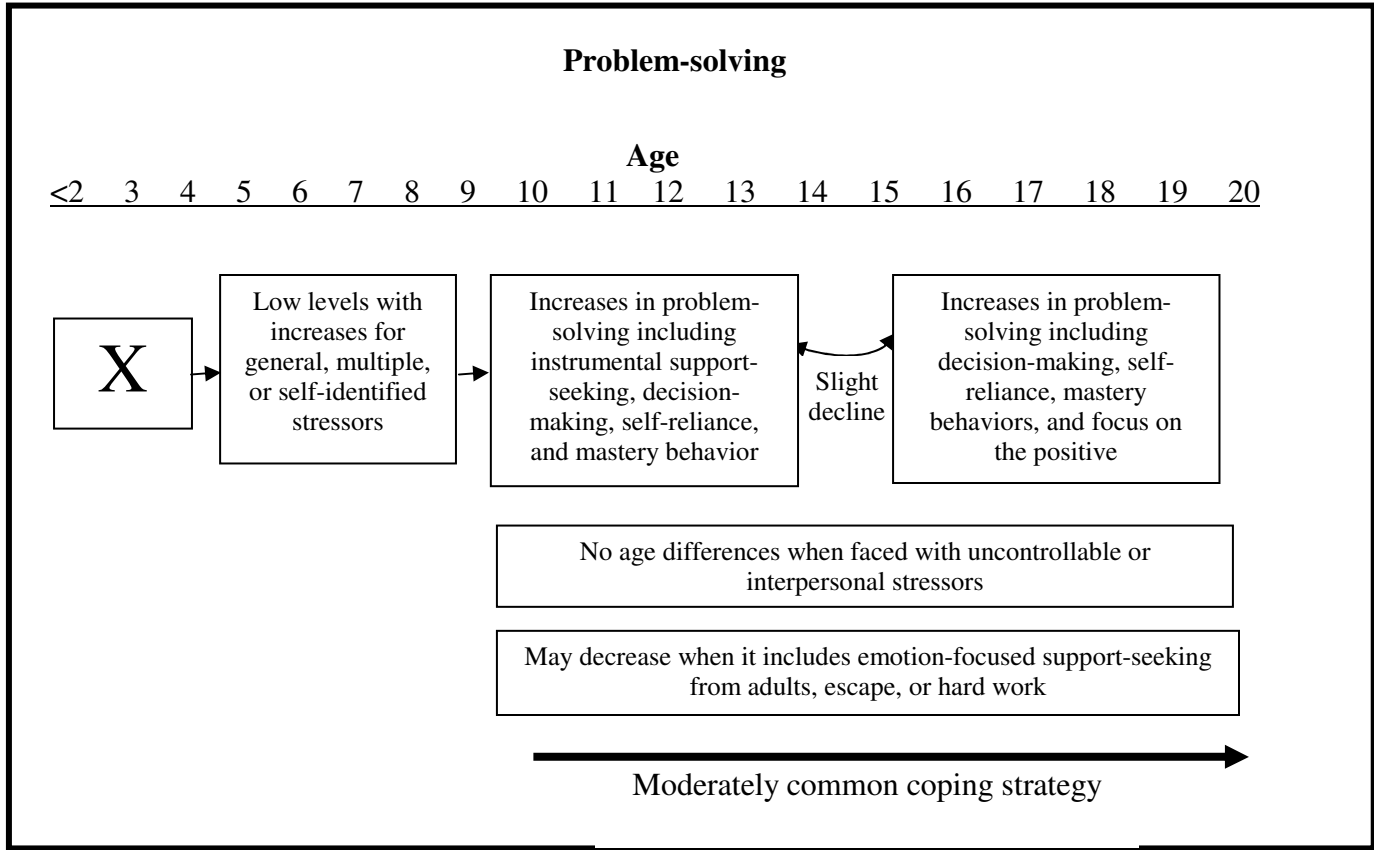 Problem-solving
Age
<2 3 4 5 6 7 8 9 10 11 12 13 14 15 16 17 18 19 20
X
Low levels with
increases for
general, multiple,
or self-identified
stressors
Increases in problem-
solving including
instrumental support-
seeking, decision-
making, self-reliance,
and mastery behavior
Slight
decline
Increases in problem-
solving including
decision-making, self-
reliance, mastery
behaviors, and focus on
the positive
No age differences when faced with uncontrollable or
interpersonal stressors
May decrease when it includes emotion-focused support-seeking
from adults, escape, or hard work
Moderately common coping strategy